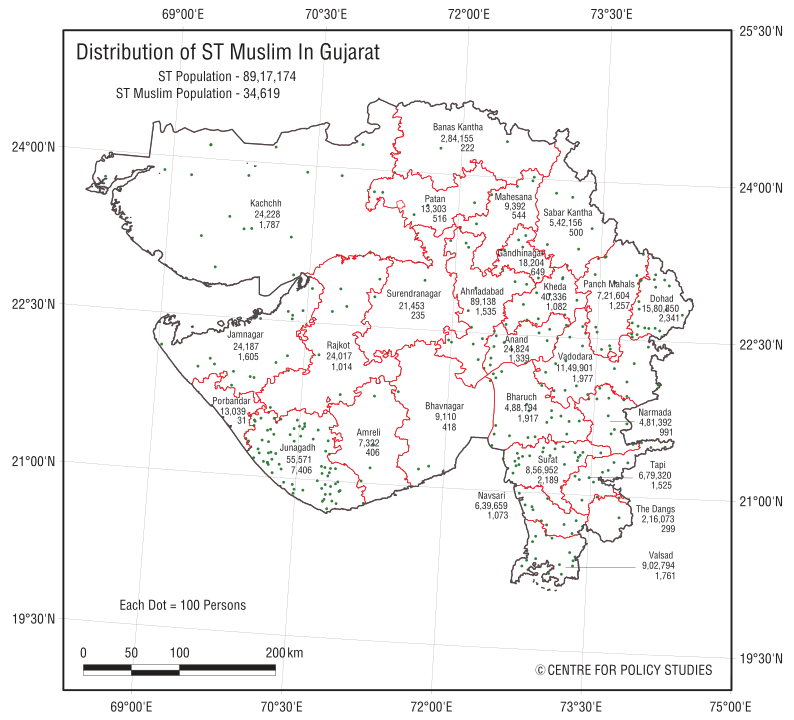 69°00'E 70°30'E 72°00'E 73°30'E
25°30'N
Distribution of ST Muslim In Gujarat
ST Population - 89,17,174
ST Muslim Population - 34,619
24°00'N
24°00'N
Banas Kantha
2,84,155
222
Kachchh
24,228
1,787
Patan
13,303
516
Mahesana
9,392
544
Sabar Kantha
5,42,156
500
Gandhinagar
18,204
649
22°30'N
22°30'N
Surendranagar
21,453
235
Ahmadabad
89,138
1,535
Kheda
40,336
1,082
Panch Mahals
7,21,604
1,257
Dohad
15,80,850
2,341
Jamnagar
24,187
1,605
Rajkot
24,017
1,014
Anand
24,824
1,339
Vadodara
11,49,901
1,977
Porbandar
13,039
31
Bhavnagar
9,110
418
Bharuch
4,88,194
1,917
Narmada
4,81,392
991
Junagadh
55,571
7,406
Amreli
7,322
406
21°00'N
21°00'N
Surat
8,56,952
2,189
Tapi
6,79,320
1,525
Navsari
6,39,659
1,073
The Dangs
2,16,073
299
Valsad
9,02,794
1,761
Each Dot = 100 Persons
19°30'N
19°30'N
0 50 100 200 km
© CENTRE FOR POLICY STUDIES
69°00'E 70°30'E 72°00'E 73°30'E 75°00'E